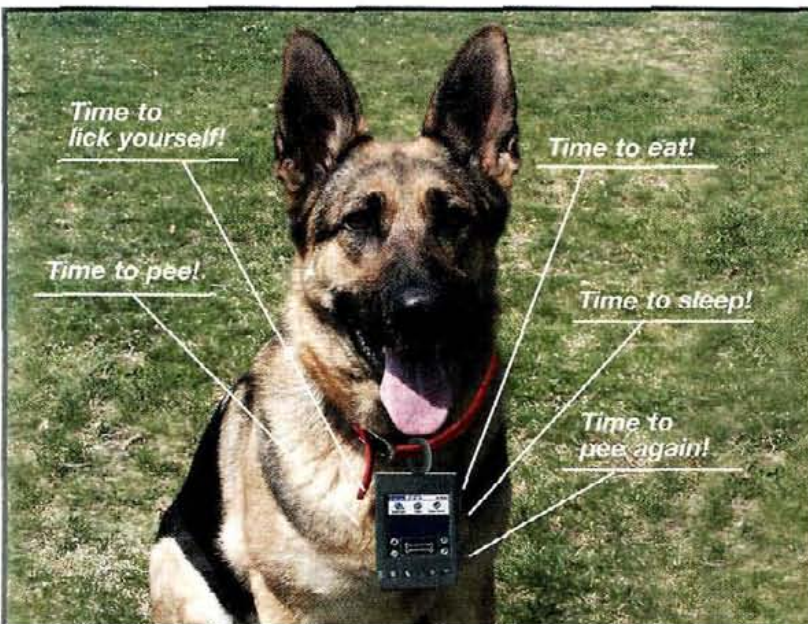 Time to
lick yourself!
Time to eat!
Time to pee!
Time to sleep!
Time to
pee again!